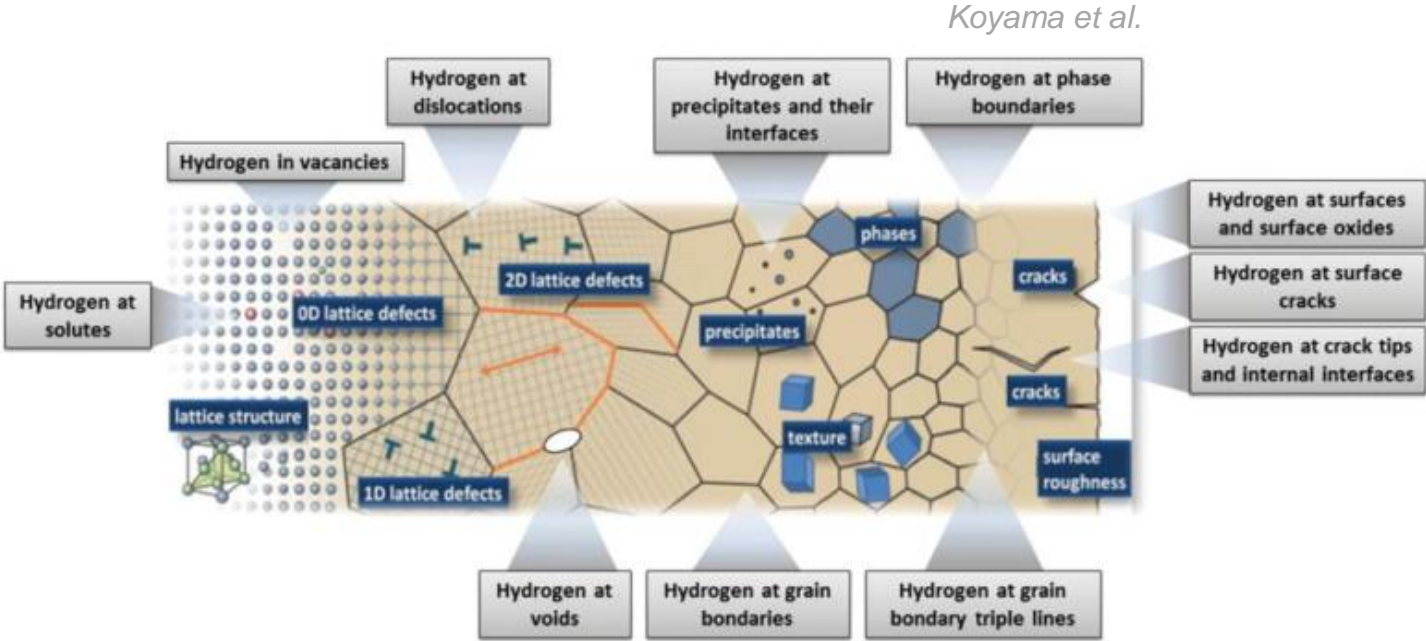 Koyama et al.
Hydrogen at
dislocations
Hydrogen at
precipitates and their
interfaces
Hydrogen at phase
boundaries
Hydrogen in vacancies
Hydrogen at surfaces
and surface oxides
phases
2D lattice defects
cracks
Hydrogen at surface
cracks
Hydrogen at
solutes
0D lattice defects
precipitates
Hydrogen at crack tips
and internal interfaces
cracks
lattice structure
texture
surface
roughness
1D lattice defects
Hydrogen at
voids
Hydrogen at grain
bondaries
Hydrogen at grain
bondary triple lines